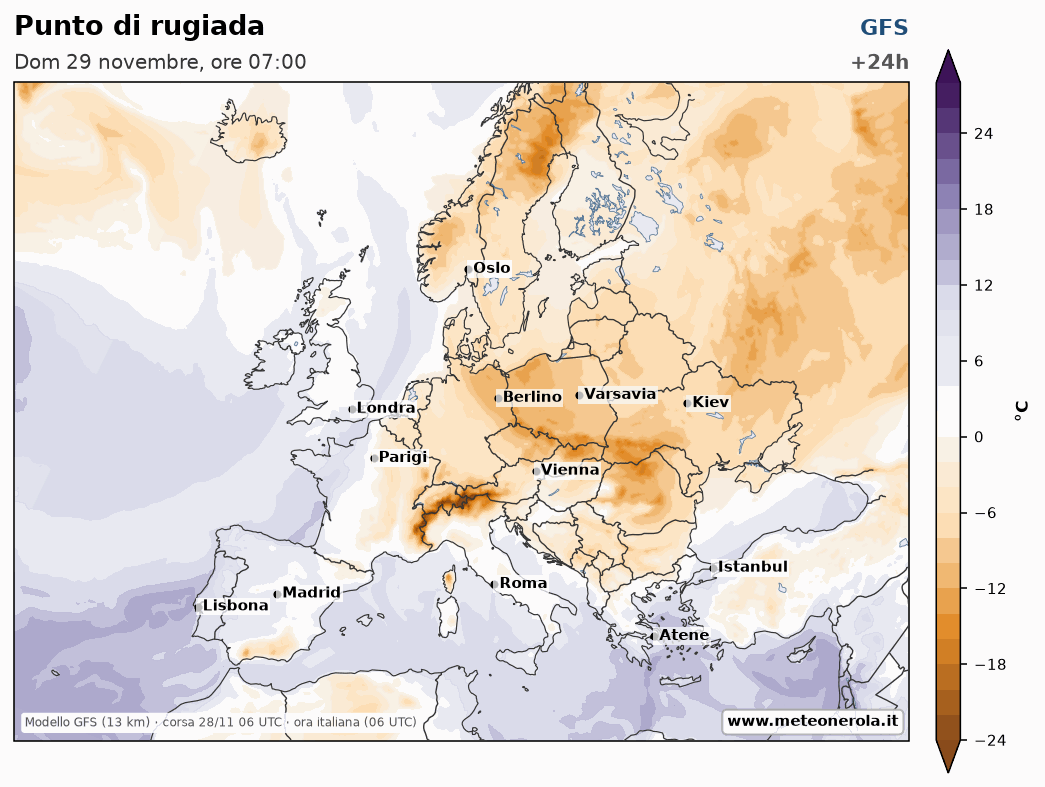 Punto di rugiada
GFS
Dom 29 novembre, ore 07:00
+24h
24
18
12
6
0
−6
−12
−18
−24
°C
Oslo
Berlino
Varsavia
Kiev
Londra
Parigi
Vienna
Istanbul
Roma
Madrid
Lisbona
Atene
Modello GFS (13 km) · corsa 28/11 06 UTC · ora italiana (06 UTC)
www.meteonerola.it